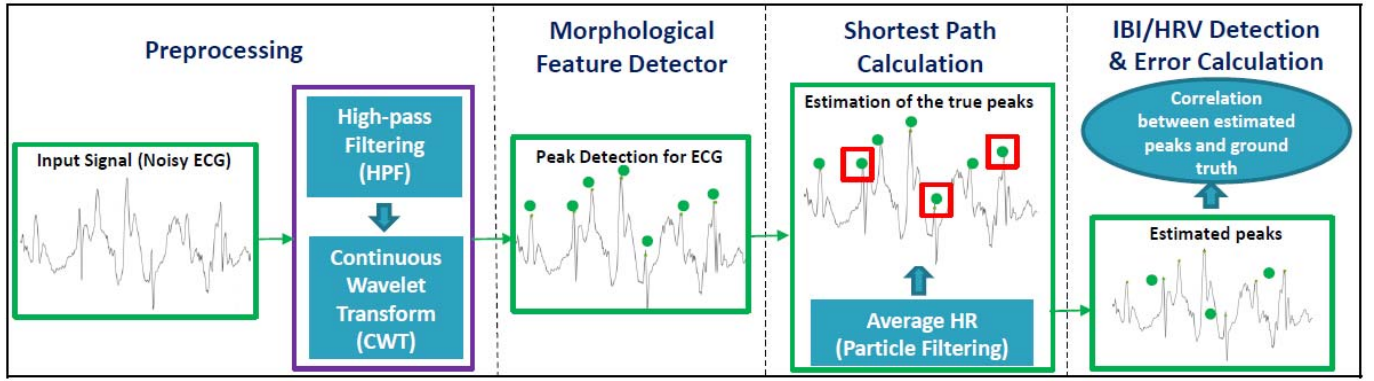 Preprocessing
Input Signal (Noisy ECG)
High-pass
Filtering
(HPF)
Continuous
Wavelet
Transform
(CWT)
Morphological
Feature Detector
Peak Detection for ECG
Shortest Path
Calculation
Estimation of the true peaks
Average HR
(Particle Filtering)
IBI/HRV Detection
& Error Calculation
Correlation
between estimated
peaks and ground
truth
Estimated peaks